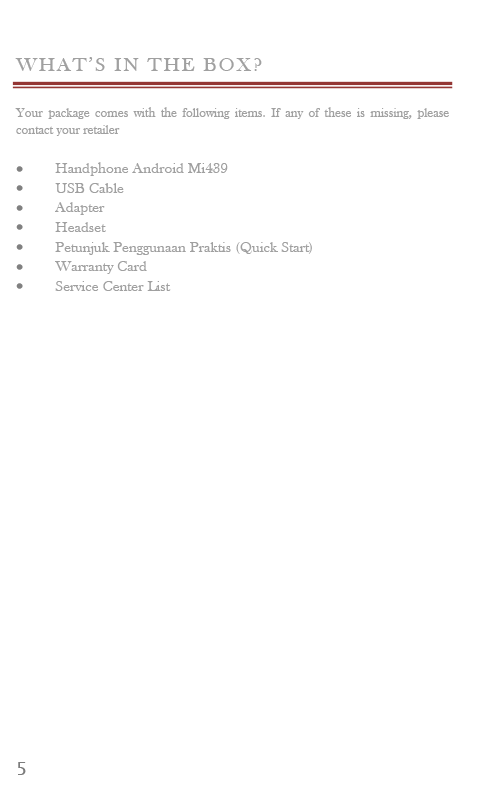 WHAT'S IN THE BOX?
Your package comes with the following items. If any of these is missing, please
contact your retailer
• Handphone Android Mi439
• USB Cable
• Adapter
• Headset
• Petunjuk Penggunaan Praktis (Quick Start)
• Warranty Card
• Service Center List
5